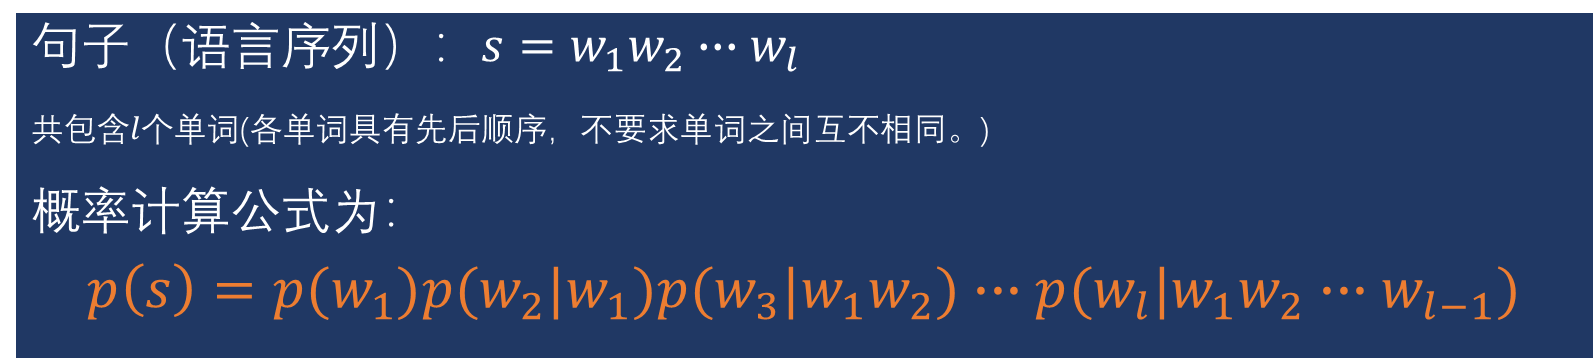 句子（语言序列）: s = w₁w₂ ⋯ wₗ
共包含l个单词(各单词具有先后顺序，不要求单词之间互不相同。)
概率计算公式为:
p(s) = p(w₁)p(w₂|w₁)p(w₃|w₁w₂) ⋯ p(wₗ|w₁w₂ ⋯ wₗ₋₁)